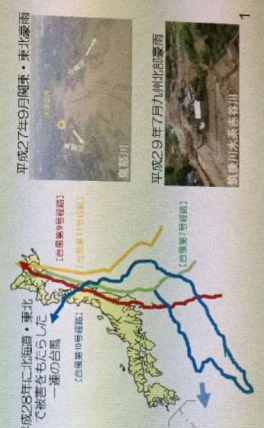 平成27年9月関東・東北豪雨
鬼怒川
平成29年7月九州北部豪雨
筑後川水系赤谷川
平成28年に北海道・東北
で被害をもたらした
一連の台風
【台風第9号経路】
【台風第11号経路】
【台風第7号経路】
【台風第10号経路】
1